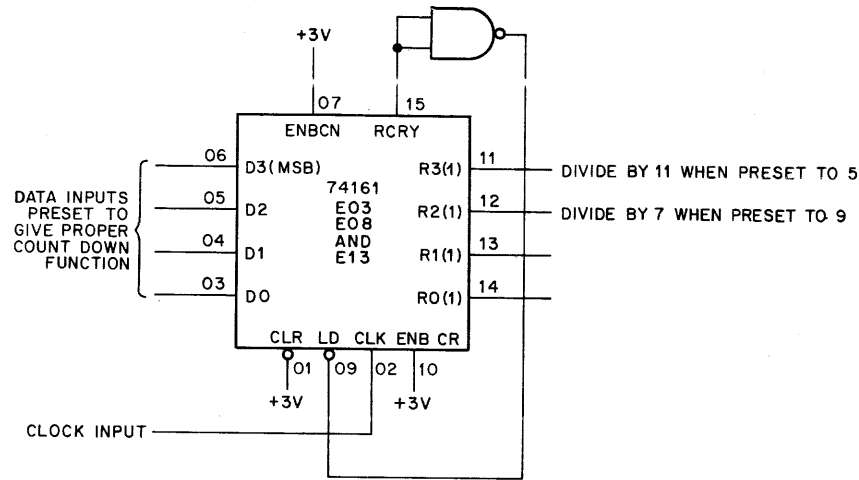 +3V
07
15
ENBCN
RCRY
06
D3(MSB)
R3(1)
11
DIVIDE BY 11 WHEN PRESET TO 5
74161
DATA INPUTS
PRESET TO
GIVE PROPER
COUNT DOWN
FUNCTION
05
D2
E03
E08
AND
E13
R2(1)
12
DIVIDE BY 7 WHEN PRESET TO 9
04
D1
R1(1)
13
03
D0
R0(1)
14
CLR
LD
CLK
ENB CR
01
09
02
10
+3V
+3V
CLOCK INPUT